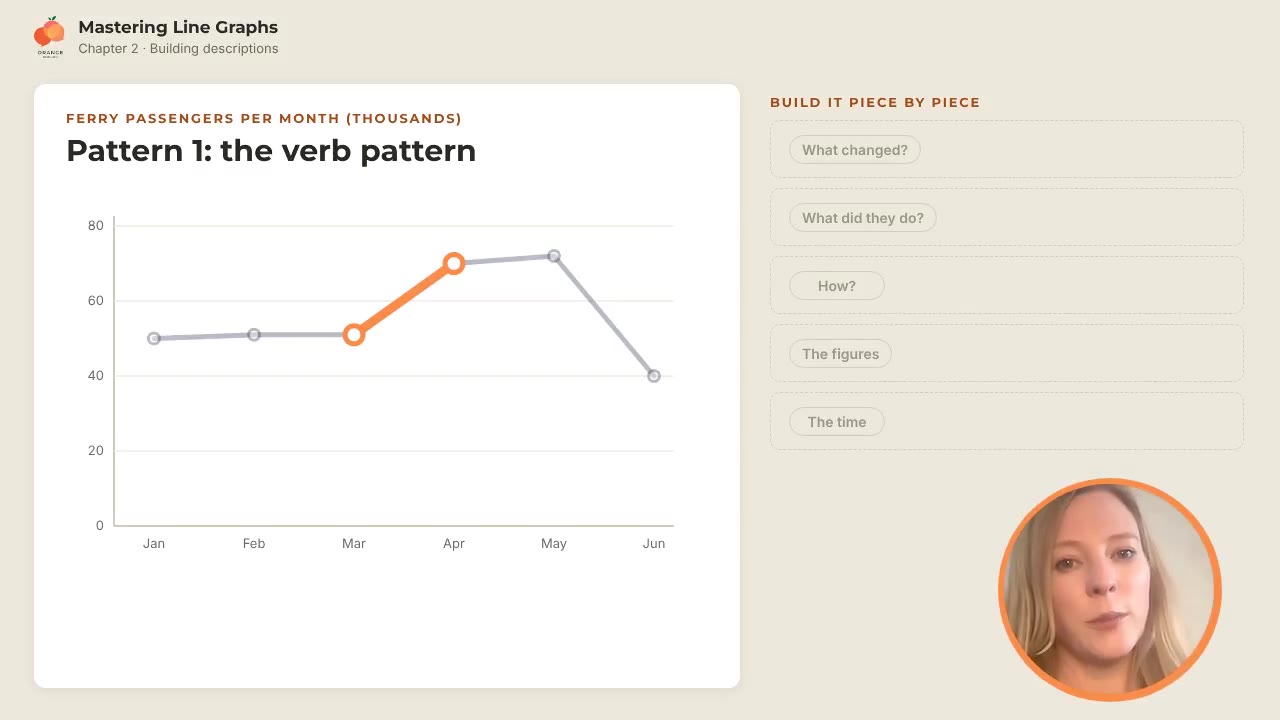 Mastering Line Graphs
Chapter 2 · Building descriptions
ORANGE
FERRY PASSENGERS PER MONTH (THOUSANDS)
Pattern 1: the verb pattern
80
60
40
20
0
Jan Feb Mar Apr May Jun
BUILD IT PIECE BY PIECE
What changed?
What did they do?
How?
The figures
The time